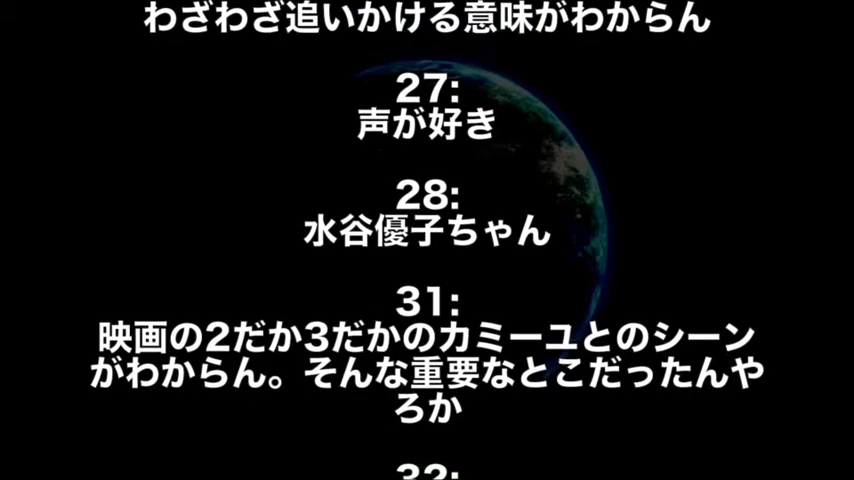 わざわざ追いかける意味がわからん
27:
声が好き
28:
水谷優子ちゃん
31:
映画の2だか3だかのカミーユとのシーン
がわからん。そんな重要なとこだったんや
ろか
32: